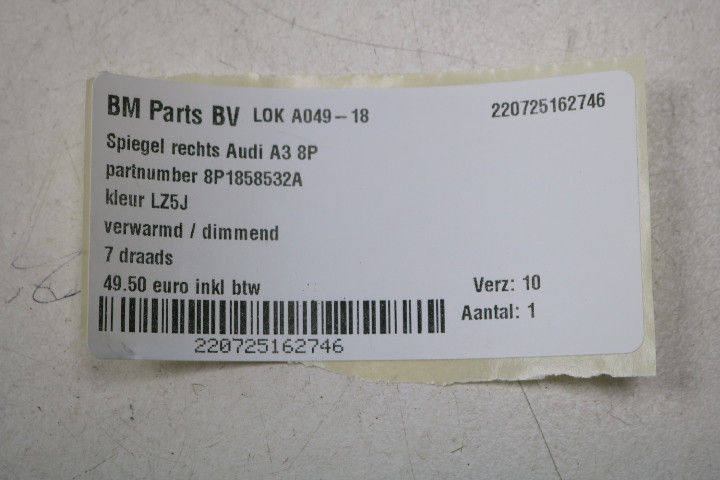 BM Parts BV LOK A049-18 220725162746
Spiegel rechts Audi A3 8P
partnumber 8P1858532A
kleur LZ5J
verwarmd / dimmend
7 draads
49.50 euro inkl btw Verz: 10
Aantal: 1
220725162746